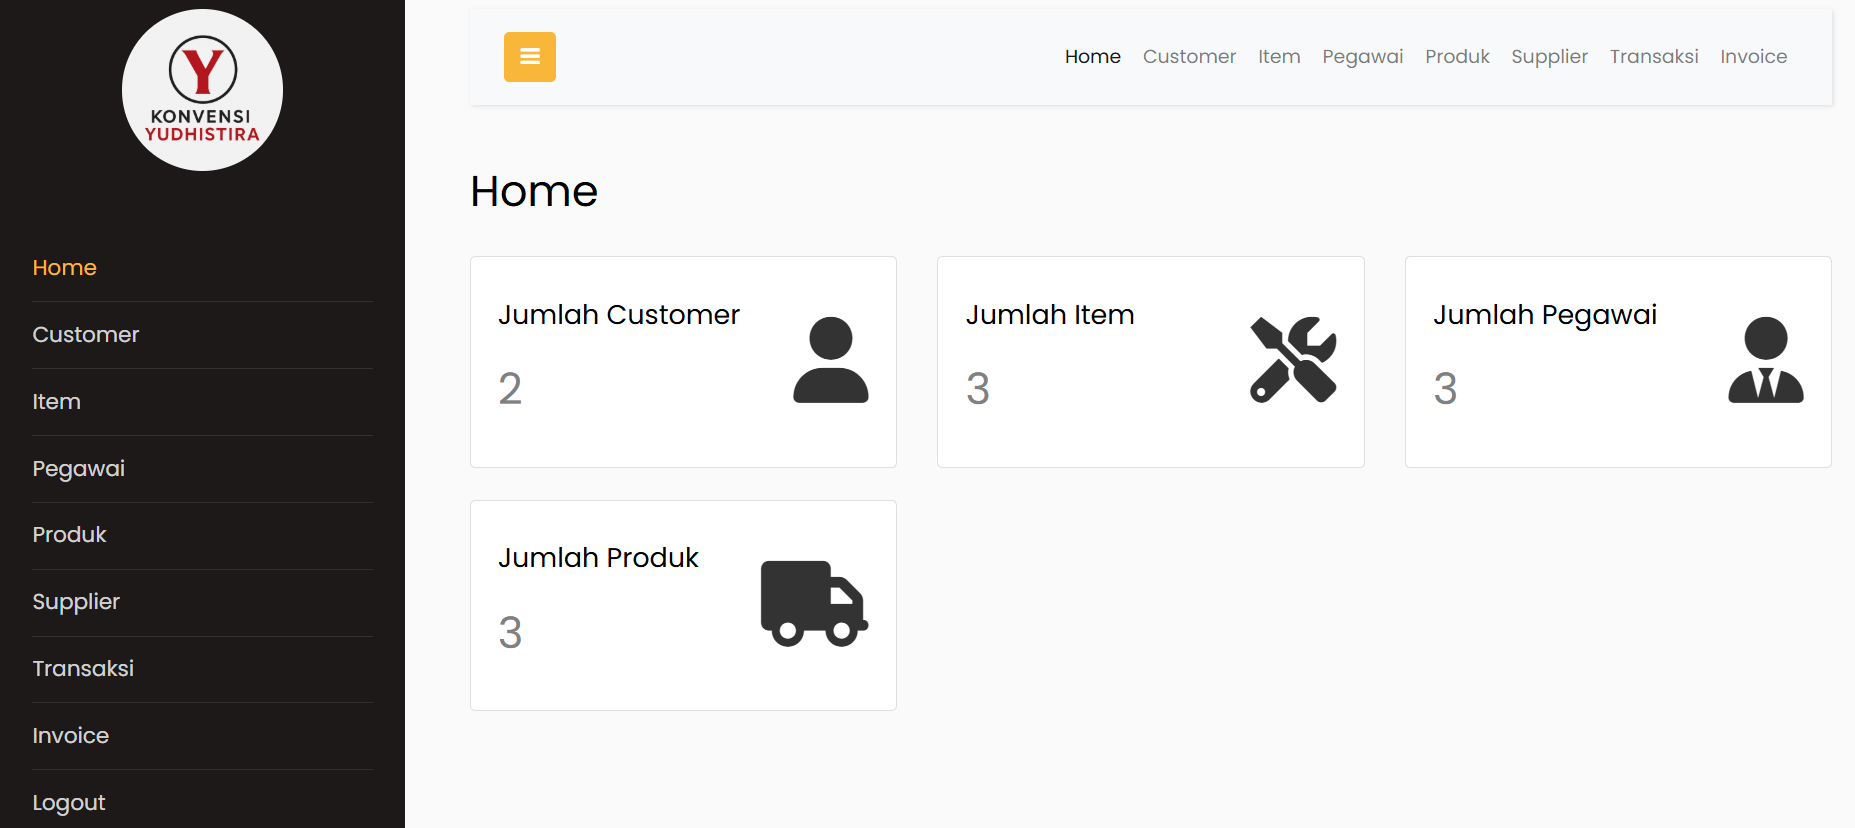 Y
KONVENSI
YUDHISTIRA
Home
Customer
Item
Pegawai
Produk
Supplier
Transaksi
Invoice
Logout
Home Customer Item Pegawai Produk Supplier Transaksi Invoice
Home
Jumlah Customer
2
Jumlah Item
3
Jumlah Pegawai
3
Jumlah Produk
3